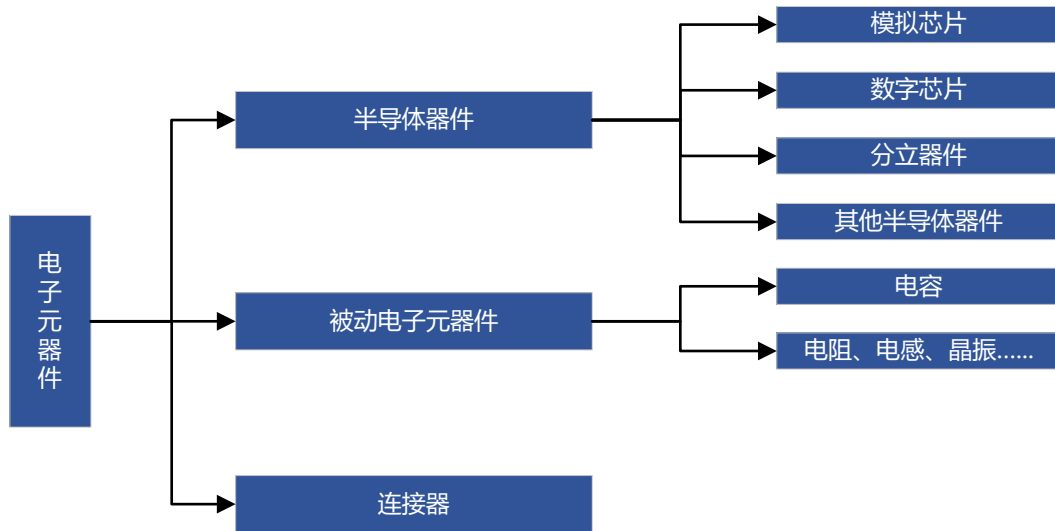 模拟芯片
数字芯片
半导体器件
分立器件
其他半导体器件
电子元器件
电容
被动电子元器件
电阻、电感、晶振......
连接器